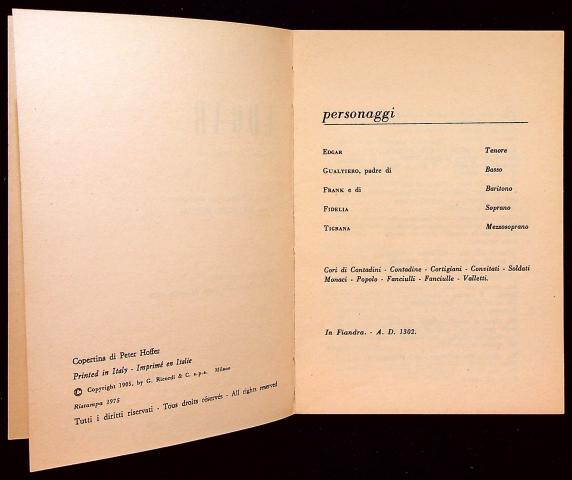 Copertina di Peter Hoffer
Printed in Italy - Imprimé en Italie
© Copyright 1905, by G. Ricordi & C. s.p.a. Milano
Ristampa 1975
Tutti i diritti riservati - Tous droits réservés - All rights reserved
personaggi
EDGAR Tenore
GUALTIERO, padre di Basso
FRANK e di Baritono
FIDELIA Soprano
TIGRANA Mezzosoprano
Cori di Contadini - Contadine - Cortigiani - Convitati - Soldati
Monaci - Popolo - Fanciulli - Fanciulle - Valletti.
In Fiandra. - A. D. 1302.